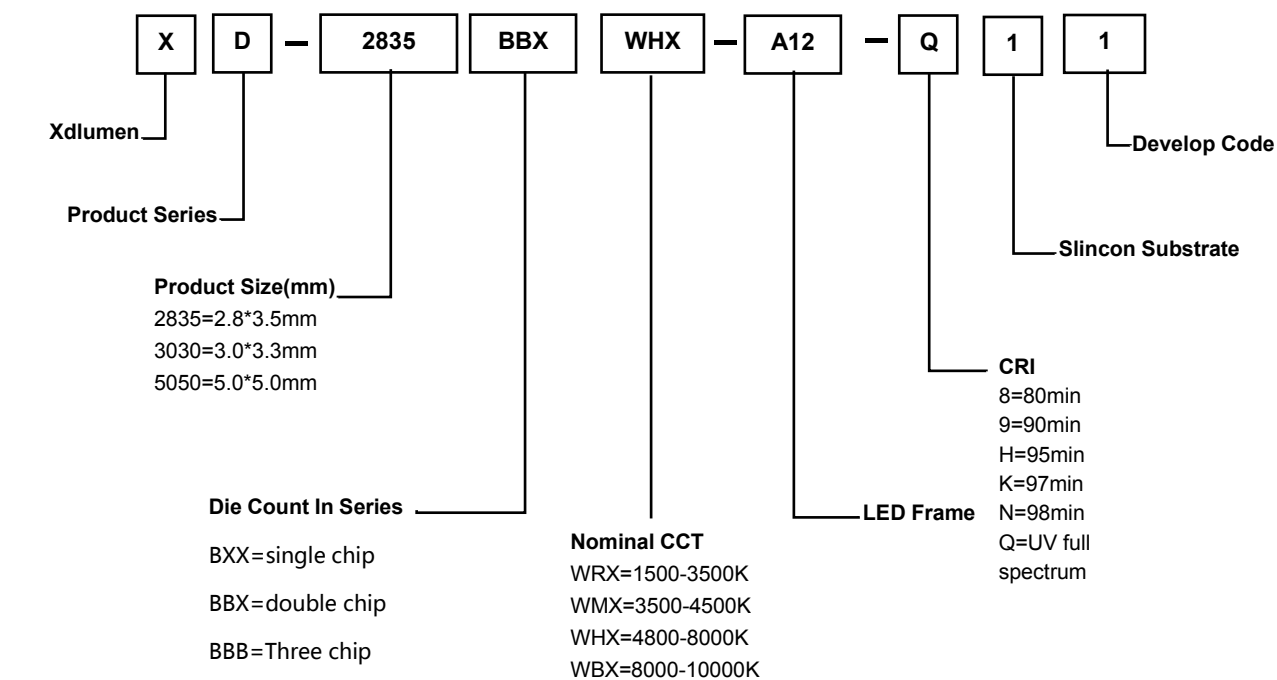 X D - 2835 BBX WHX - A12 - Q 1 1
Xdlumen
Develop Code
Product Series
Slincon Substrate
Product Size(mm)
2835=2.8*3.5mm
3030=3.0*3.3mm
5050=5.0*5.0mm
CRI
8=80min
9=90min
H=95min
K=97min
N=98min
Q=UV full
spectrum
LED Frame
Die Count In Series
BXX=single chip
BBX=double chip
BBB=Three chip
Nominal CCT
WRX=1500-3500K
WMX=3500-4500K
WHX=4800-8000K
WBX=8000-10000K